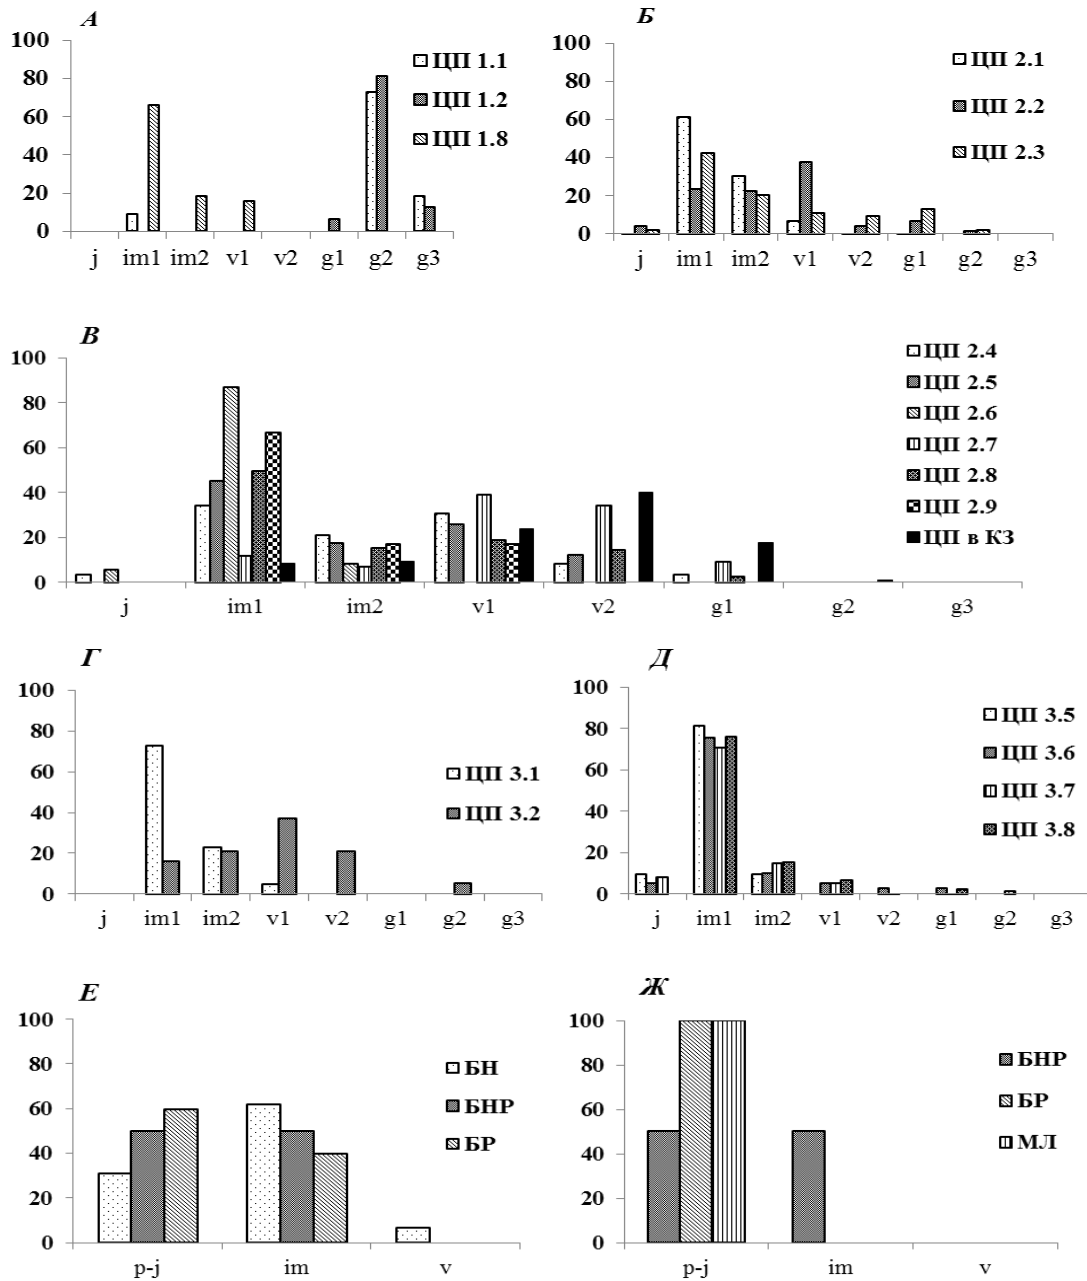 А
100
80
60
40
20
0
j im1 im2 v1 v2 g1 g2 g3
ЦП 1.1
ЦП 1.2
ЦП 1.8
Б
100
80
60
40
20
0
j im1 im2 v1 v2 g1 g2 g3
ЦП 2.1
ЦП 2.2
ЦП 2.3
В
100
80
60
40
20
0
j im1 im2 v1 v2 g1 g2 g3
ЦП 2.4
ЦП 2.5
ЦП 2.6
ЦП 2.7
ЦП 2.8
ЦП 2.9
ЦП в КЗ
Г
100
80
60
40
20
0
j im1 im2 v1 v2 g1 g2 g3
ЦП 3.1
ЦП 3.2
Д
100
80
60
40
20
0
j im1 im2 v1 v2 g1 g2 g3
ЦП 3.5
ЦП 3.6
ЦП 3.7
ЦП 3.8
Е
100
80
60
40
20
0
p-j im v
БН
БНР
БР
Ж
100
80
60
40
20
0
p-j im v
БНР
БР
МЛ